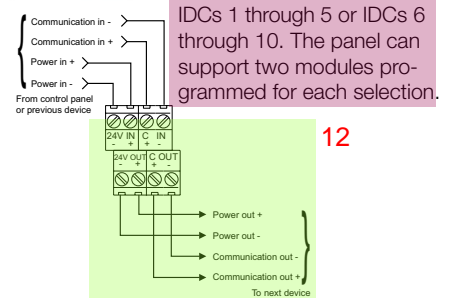 Communication in -
Communication in +
Power in +
Power in -
From control panel
or previous device
IDCs 1 through 5 or IDCs 6
through 10. The panel can
support two modules pro-
grammed for each selection.
12
24V IN C IN
- + + -
24V OUT C OUT
- + + -
Power out +
Power out -
Communication out -
Communication out +
To next device